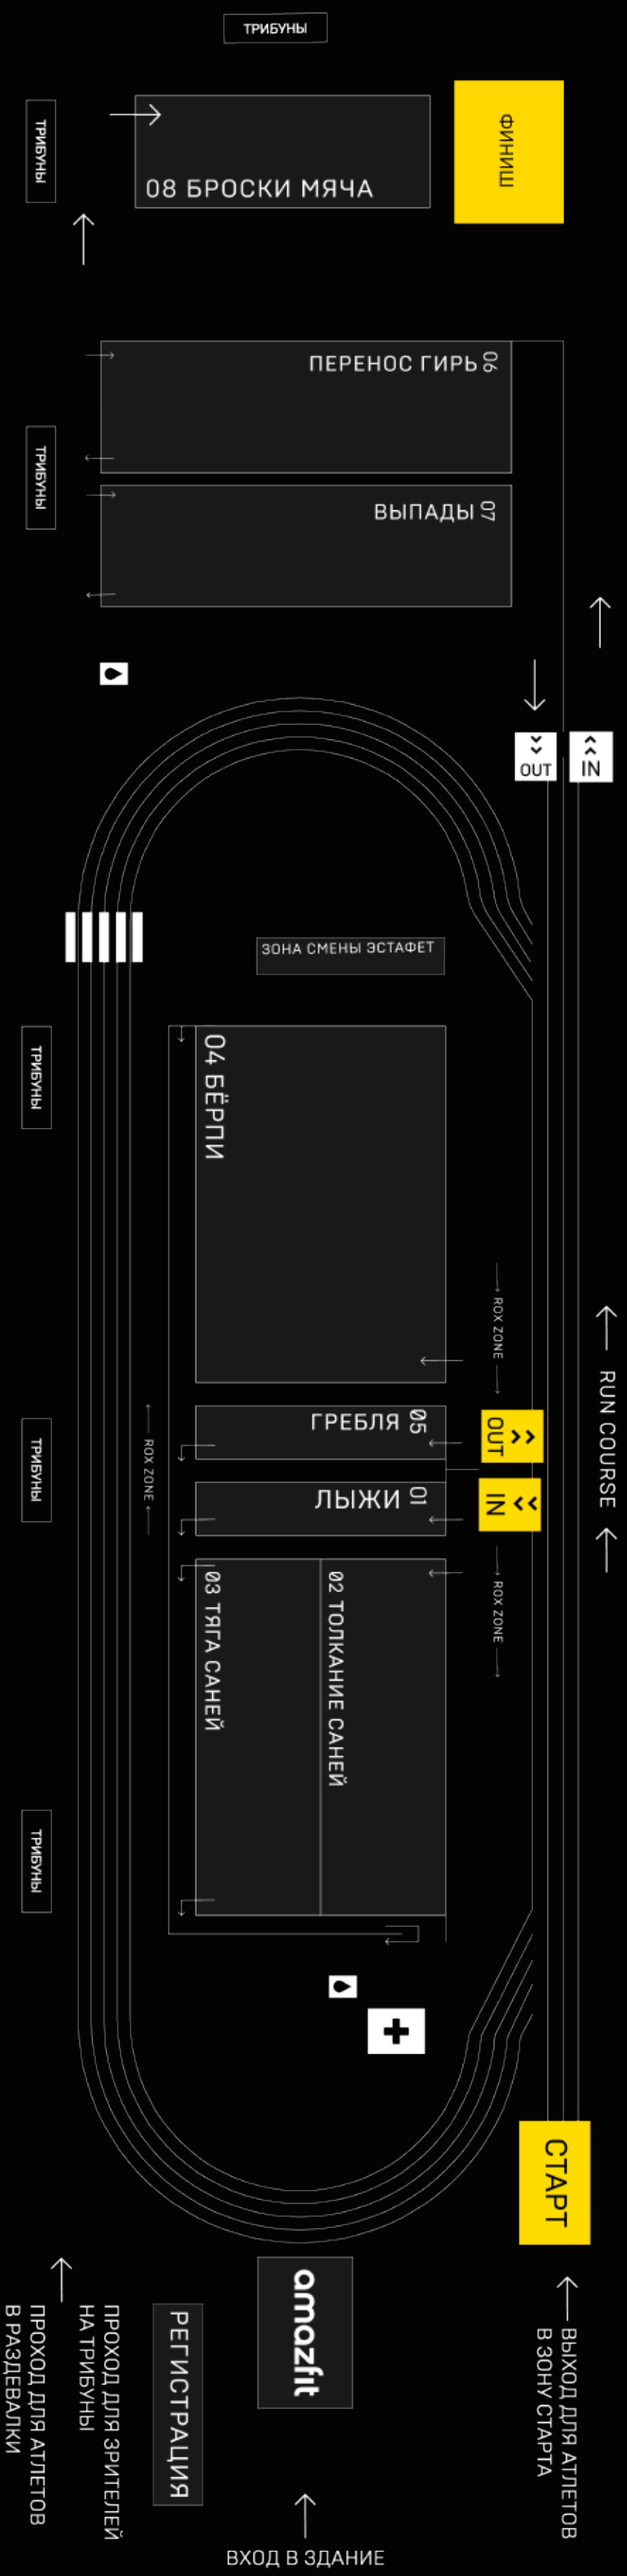 ТРИБУНЫ
ТРИБУНЫ
ФИНИШ
08 БРОСКИ МЯЧА
ПЕРЕНОС ГИРЬ 06
ТРИБУНЫ
ВЫПАДЫ 07
OUT
IN
ЗОНА СМЕНЫ ЭСТАФЕТ
ТРИБУНЫ
04 БЁРПИ
ROX ZONE
RUN COURSE
ГРЕБЛЯ 05
OUT
ТРИБУНЫ
ROX ZONE
ЛЫЖИ 01
IN
03 ТЯГА САНЕЙ
02 ТОЛКАНИЕ САНЕЙ
ROX ZONE
ТРИБУНЫ
СТАРТ
amazfit
РЕГИСТРАЦИЯ
ПРОХОД ДЛЯ ЗРИТЕЛЕЙ
НА ТРИБУНЫ
ПРОХОД ДЛЯ АТЛЕТОВ
В РАЗДЕВАЛКИ
ВЫХОД ДЛЯ АТЛЕТОВ
В ЗОНУ СТАРТА
ВХОД В ЗДАНИЕ